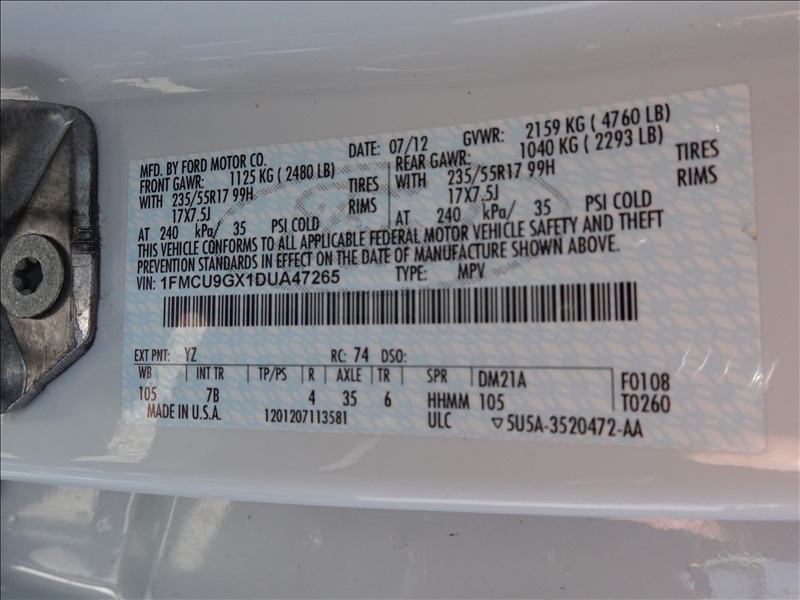 MFD. BY FORD MOTOR CO. DATE: 07/12 GVWR: 2159 KG ( 4760 LB)
FRONT GAWR: 1125 KG ( 2480 LB) REAR GAWR: 1040 KG ( 2293 LB)
WITH 235/55R17 99H TIRES WITH 235/55R17 99H TIRES
17X7.5J RIMS 17X7.5J RIMS
AT 240 kPa/ 35 PSI COLD AT 240 kPa/ 35 PSI COLD
THIS VEHICLE CONFORMS TO ALL APPLICABLE FEDERAL MOTOR VEHICLE SAFETY AND THEFT
PREVENTION STANDARDS IN EFFECT ON THE DATE OF MANUFACTURE SHOWN ABOVE.
VIN: 1FMCU9GX1DUA47265 TYPE: MPV
EXT PNT: YZ RC: 74 DSO:
WB INT TR TP/PS R AXLE TR SPR DM21A F0108
105 7B 4 35 6 HHMM 105 T0260
MADE IN U.S.A. 1201207113581 ULC ▽5U5A-3520472-AA